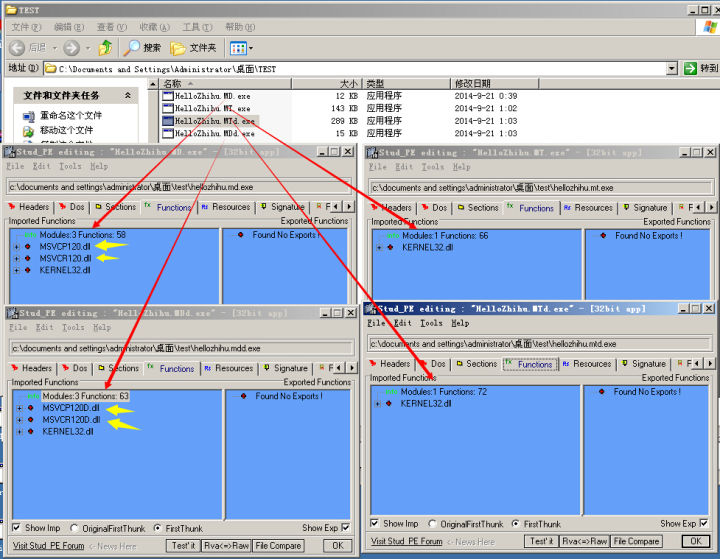 TEST
文件(F) 编辑(E) 查看(V) 收藏(A) 工具(T) 帮助(H)
后退 搜索 文件夹
地址(D) C:\Documents and Settings\Administrator\桌面\TEST 转到
文件和文件夹任务
重命名这个文件
移动这个文件
名称 大小 类型 修改日期
HelloZhihu.MD.exe 12 KB 应用程序 2014-9-21 0:39
HelloZhihu.MT.exe 143 KB 应用程序 2014-9-21 1:02
HelloZhihu.MTd.exe 289 KB 应用程序 2014-9-21 1:03
HelloZhihu.MDd.exe 15 KB 应用程序 2014-9-21 1:03
Stud_PE editing : "HelloZhihu.MD.exe" - [32bit app]
File Edit Tools Help
c:\documents and settings\administrator\桌面\test\hellozhihu.md.exe
Headers Dos Sections Functions Resources Signature
Imported Functions Exported Functions
Modules:3 Functions: 58 Found No Exports !
MSVCP120.dll
MSVCR120.dll
KERNEL32.dll
Stud_PE editing : "HelloZhihu.MT.exe" - [32bit app]
File Edit Tools Help
c:\documents and settings\administrator\桌面\test\hellozhihu.mt.exe
Headers Dos Sections Functions Resources Signature
Imported Functions Exported Functions
Modules:1 Functions: 66 Found No Exports !
KERNEL32.dll
Stud_PE editing : "HelloZhihu.MDd.exe" - [32bit app]
File Edit Tools Help
c:\documents and settings\administrator\桌面\test\hellozhihu.mdd.exe
Headers Dos Sections Functions Resources Signature
Imported Functions Exported Functions
Modules:3 Functions: 63 Found No Exports !
MSVCP120D.dll
MSVCR120D.dll
KERNEL32.dll
Show Imp OriginalFirstThunk FirstThunk Show Exp
Visit Stud_PE Forum <- News Here Test' it Rva<=>Raw File Compare OK
Stud_PE editing : "HelloZhihu.MTd.exe" - [32bit app]
File Edit Tools Help
c:\documents and settings\administrator\桌面\test\hellozhihu.mtd.exe
Headers Dos Sections Functions Resources Signature
Imported Functions Exported Functions
Modules:1 Functions: 72 Found No Exports !
KERNEL32.dll
Show Imp OriginalFirstThunk FirstThunk Show Exp
Visit Stud_PE Forum <- News Here Test' it Rva<=>Raw File Compare OK